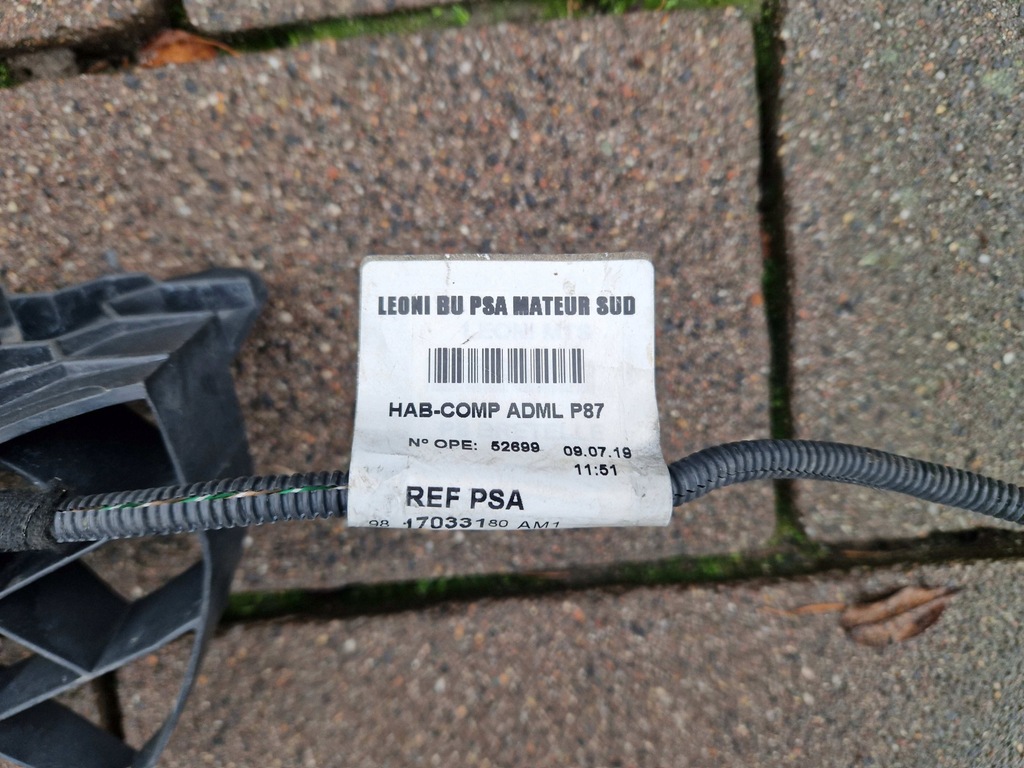 LEONI BU PSA MATEUR SUD
HAB-COMP ADML P87
Nº OPE: 52699 09.07.19
11:51
REF PSA
98 17033180 AM1